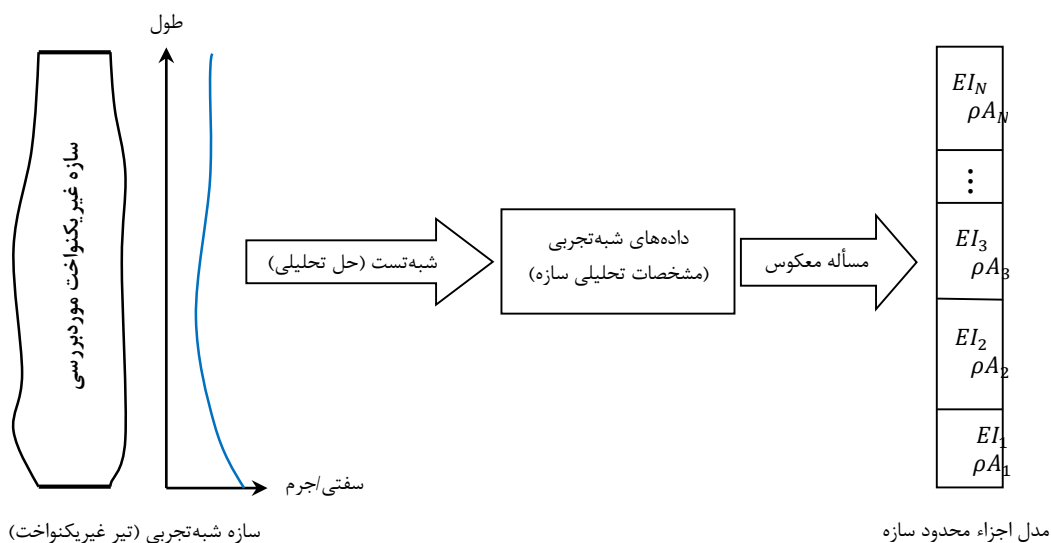 طول
سازه غیریکنواخت موردبررسی
سفتی/جرم
سازه شبه‌تجربی (تیر غیریکنواخت)
شبه‌تست (حل تحلیلی)
داده‌های شبه‌تجربی
(مشخصات تحلیلی سازه)
مسأله معکوس
EI_N
ρA_N
⋮
EI_3
ρA_3
EI_2
ρA_2
EI_1
ρA_1
مدل اجزاء محدود سازه